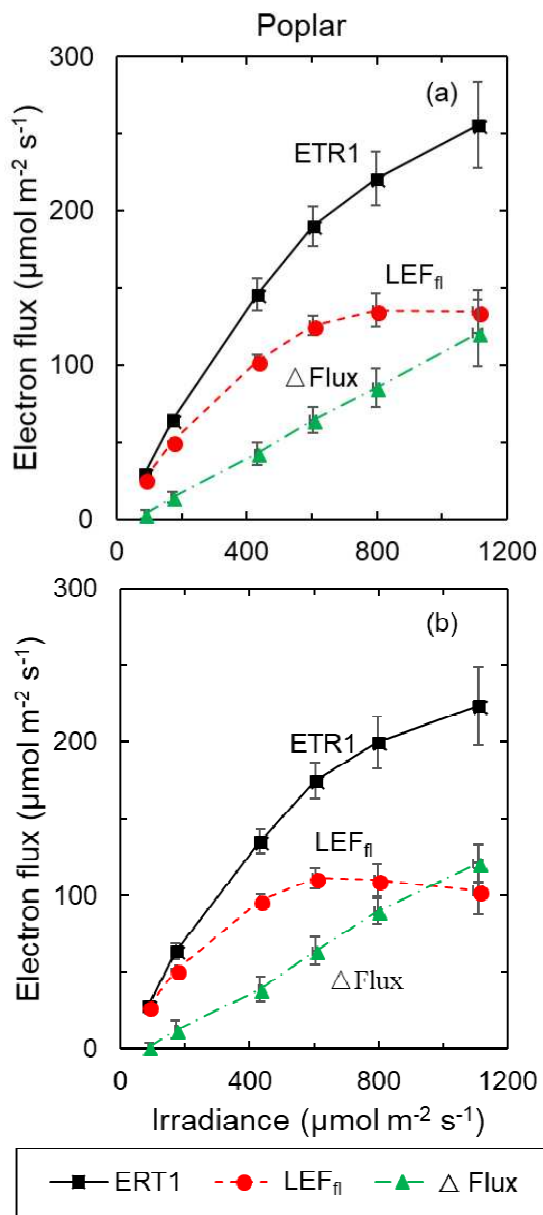 Poplar
300
(a)
ETR1
200
LEFfl
100
△ Flux
0
0 400 800 1200
Electron flux (µmol m-2 s-1)
300
(b)
ETR1
200
LEFfl
100
△Flux
0
0 400 800 1200
Electron flux (µmol m-2 s-1)
Irradiance (µmol m-2 s-1)
ERT1 LEFfl △ Flux